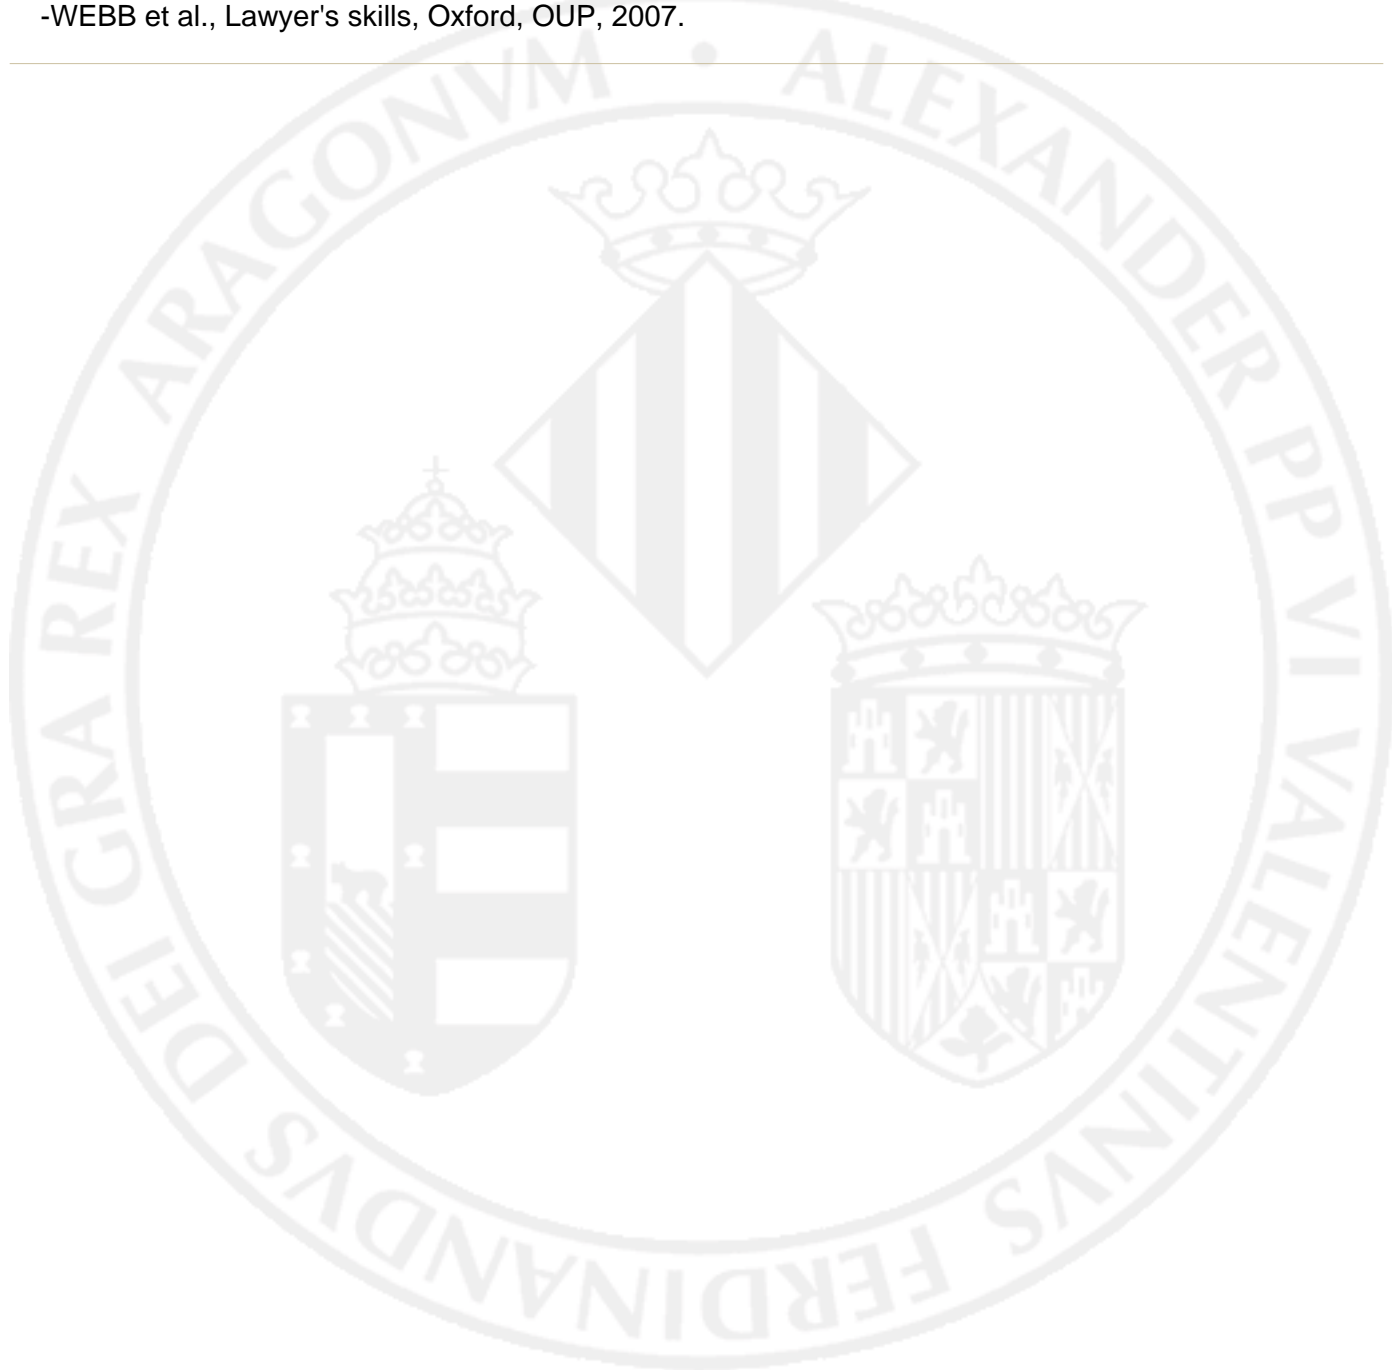 -WEBB et al., Lawyer's skills, Oxford, OUP, 2007.
ALEXANDER PP VI VALENTINVS FERDINANDVS DEI GRA REX ARAGONVM